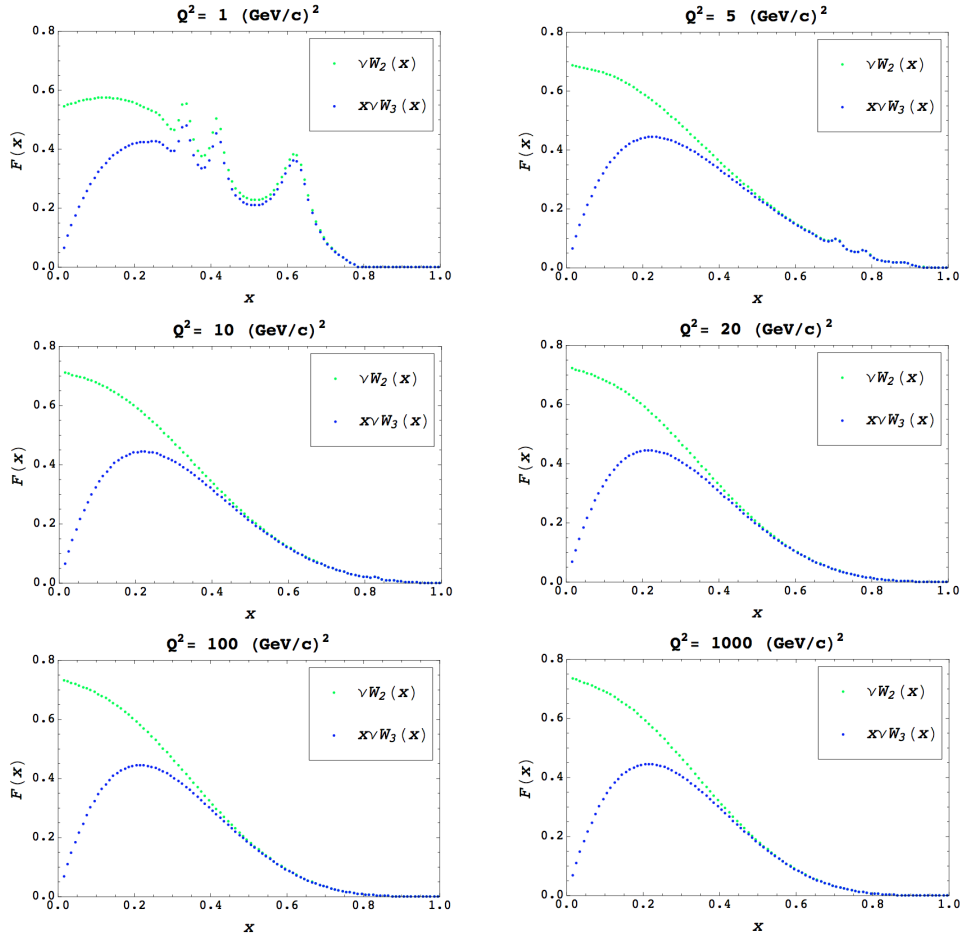 Q²= 1 (GeV/c)²
νW₂(x)
xνW₃(x)
F(x)
0.8
0.6
0.4
0.2
0.0
0.0 0.2 0.4 0.6 0.8 1.0
x
Q²= 5 (GeV/c)²
νW₂(x)
xνW₃(x)
F(x)
0.8
0.6
0.4
0.2
0.0
0.0 0.2 0.4 0.6 0.8 1.0
x
Q²= 10 (GeV/c)²
νW₂(x)
xνW₃(x)
F(x)
0.8
0.6
0.4
0.2
0.0
0.0 0.2 0.4 0.6 0.8 1.0
x
Q²= 20 (GeV/c)²
νW₂(x)
xνW₃(x)
F(x)
0.8
0.6
0.4
0.2
0.0
0.0 0.2 0.4 0.6 0.8 1.0
x
Q²= 100 (GeV/c)²
νW₂(x)
xνW₃(x)
F(x)
0.8
0.6
0.4
0.2
0.0
0.0 0.2 0.4 0.6 0.8 1.0
x
Q²= 1000 (GeV/c)²
νW₂(x)
xνW₃(x)
F(x)
0.8
0.6
0.4
0.2
0.0
0.0 0.2 0.4 0.6 0.8 1.0
x